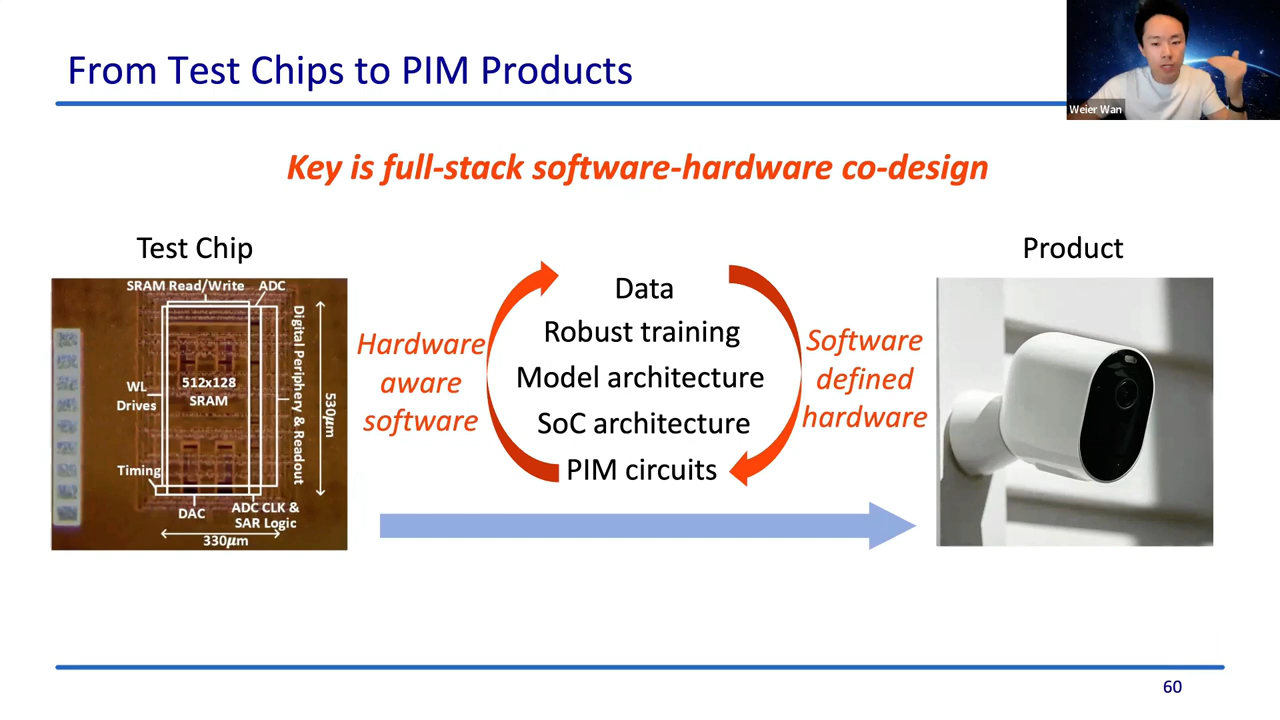 From Test Chips to PIM Products
Weier Wan
Key is full-stack software-hardware co-design
Test Chip
Product
SRAM Read/Write
ADC
Digital Periphery & Readout
WL
Drives
512x128
SRAM
530μm
Timing
DAC
ADC CLK &
SAR Logic
330μm
Hardware
aware
software
Data
Robust training
Model architecture
SoC architecture
PIM circuits
Software
defined
hardware
60